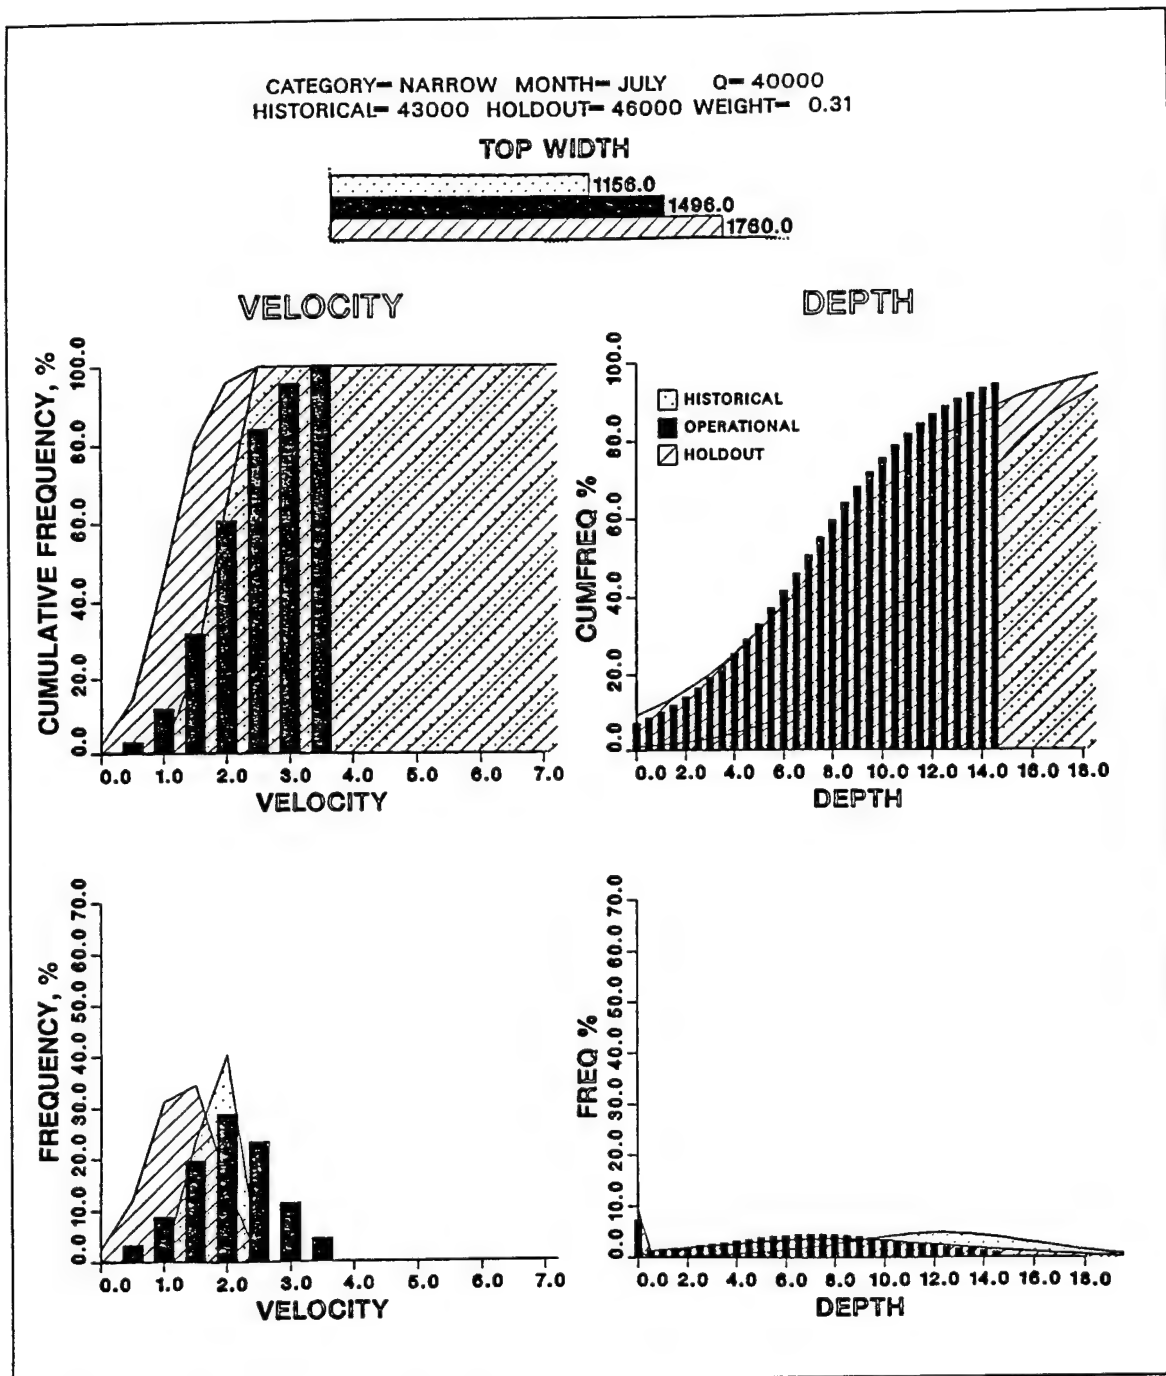 CATEGORY= NARROW MONTH= JULY Q= 40000
HISTORICAL= 43000 HOLDOUT= 46000 WEIGHT= 0.31
TOP WIDTH
1156.0
1496.0
1760.0
VELOCITY
CUMULATIVE FREQUENCY, %
100.0
80.0
60.0
40.0
20.0
0.0
0.0 1.0 2.0 3.0 4.0 5.0 6.0 7.0
VELOCITY
DEPTH
CUMFREQ %
100.0
80.0
60.0
40.0
20.0
0.0
HISTORICAL
OPERATIONAL
HOLDOUT
0.0 2.0 4.0 6.0 8.0 10.0 12.0 14.0 16.0 18.0
DEPTH
FREQUENCY, %
70.0
60.0
50.0
40.0
30.0
20.0
10.0
0.0
0.0 1.0 2.0 3.0 4.0 5.0 6.0 7.0
VELOCITY
FREQ %
70.0
60.0
50.0
40.0
30.0
20.0
10.0
0.0
0.0 2.0 4.0 6.0 8.0 10.0 12.0 14.0 16.0 18.0
DEPTH